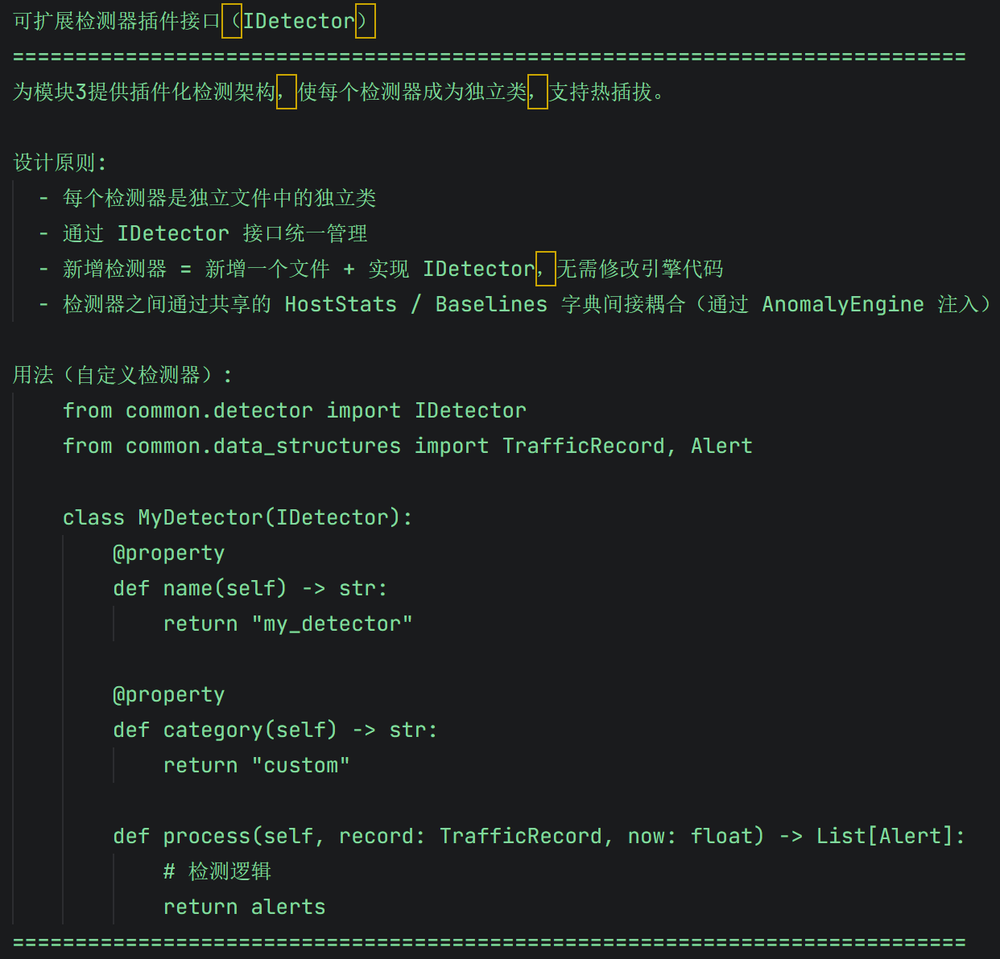 可扩展检测器插件接口（IDetector）
============================================================================
为模块3提供插件化检测架构，使每个检测器成为独立类，支持热插拔。
设计原则:
- 每个检测器是独立文件中的独立类
- 通过 IDetector 接口统一管理
- 新增检测器 = 新增一个文件 + 实现 IDetector，无需修改引擎代码
- 检测器之间通过共享的 HostStats / Baselines 字典间接耦合（通过 AnomalyEngine 注入）
用法（自定义检测器）:
from common.detector import IDetector
from common.data_structures import TrafficRecord, Alert
class MyDetector(IDetector):
@property
def name(self) -> str:
return "my_detector"
@property
def category(self) -> str:
return "custom"
def process(self, record: TrafficRecord, now: float) -> List[Alert]:
# 检测逻辑
return alerts
============================================================================